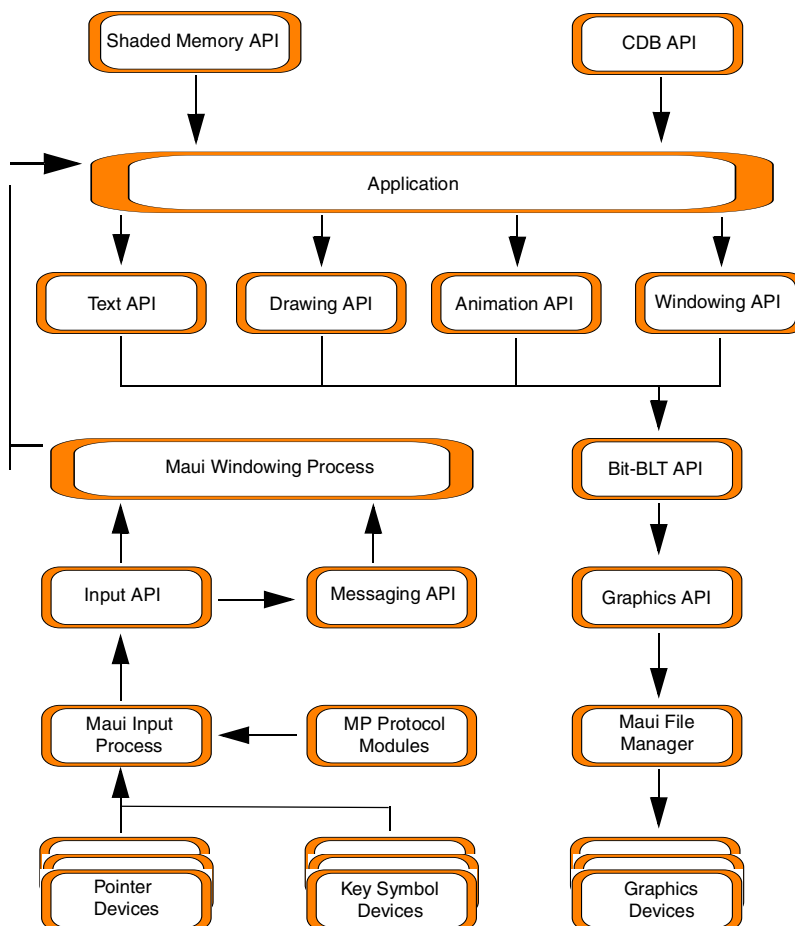 Shaded Memory API
CDB API
Application
Text API
Drawing API
Animation API
Windowing API
Maui Windowing Process
Bit-BLT API
Input API
Messaging API
Graphics API
Maui Input
Process
MP Protocol
Modules
Maui File
Manager
Pointer
Devices
Key Symbol
Devices
Graphics
Devices